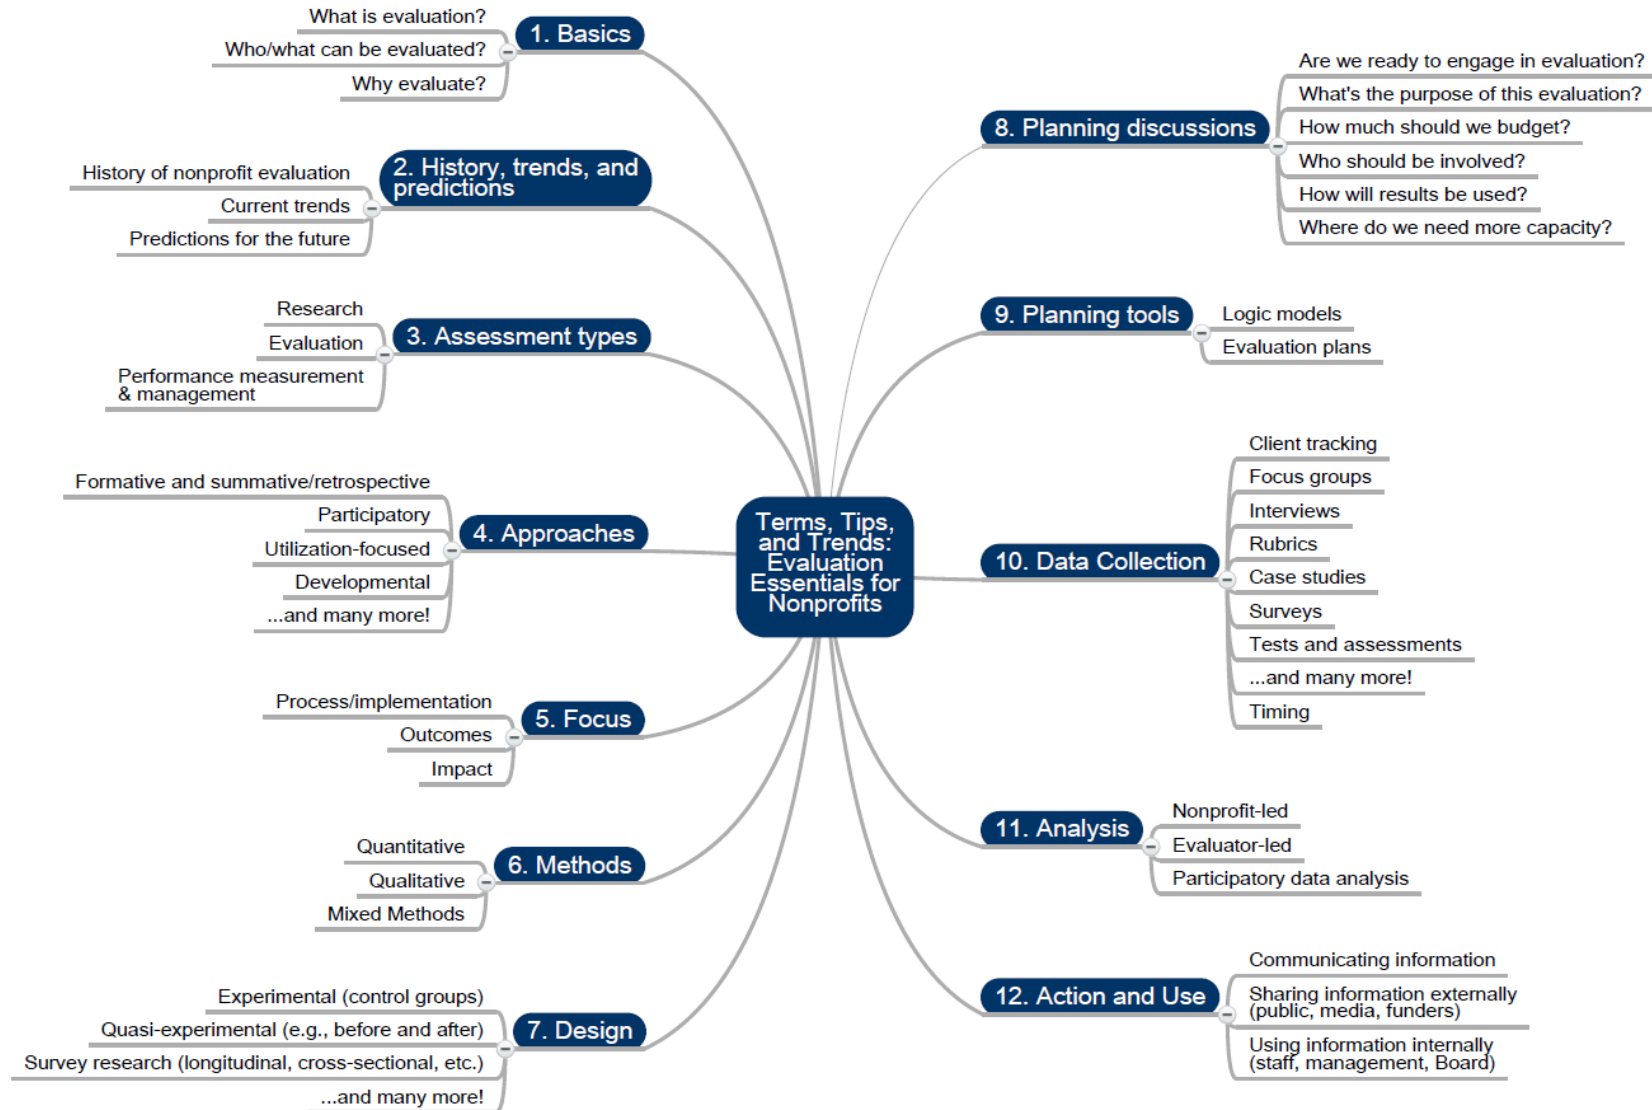 What is evaluation?
Who/what can be evaluated?
Why evaluate?
1. Basics
History of nonprofit evaluation
Current trends
Predictions for the future
2. History, trends, and
predictions
Research
Evaluation
Performance measurement
& management
3. Assessment types
Formative and summative/retrospective
Participatory
Utilization-focused
Developmental
...and many more!
4. Approaches
Process/implementation
Outcomes
Impact
5. Focus
Quantitative
Qualitative
Mixed Methods
6. Methods
Experimental (control groups)
Quasi-experimental (e.g., before and after)
Survey research (longitudinal, cross-sectional, etc.)
...and many more!
7. Design
Terms, Tips,
and Trends:
Evaluation
Essentials for
Nonprofits
8. Planning discussions
Are we ready to engage in evaluation?
What's the purpose of this evaluation?
How much should we budget?
Who should be involved?
How will results be used?
Where do we need more capacity?
9. Planning tools
Logic models
Evaluation plans
10. Data Collection
Client tracking
Focus groups
Interviews
Rubrics
Case studies
Surveys
Tests and assessments
...and many more!
Timing
11. Analysis
Nonprofit-led
Evaluator-led
Participatory data analysis
12. Action and Use
Communicating information
Sharing information externally
(public, media, funders)
Using information internally
(staff, management, Board)